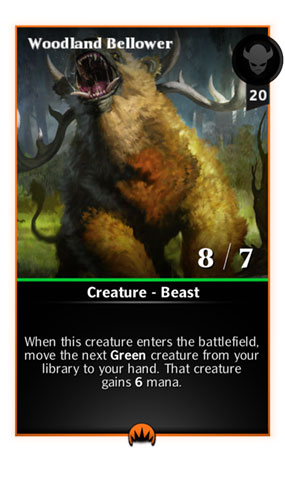 Woodland Bellower
20
8 / 7
Creature - Beast
When this creature enters the battlefield,
move the next Green creature from your
library to your hand. That creature
gains 6 mana.